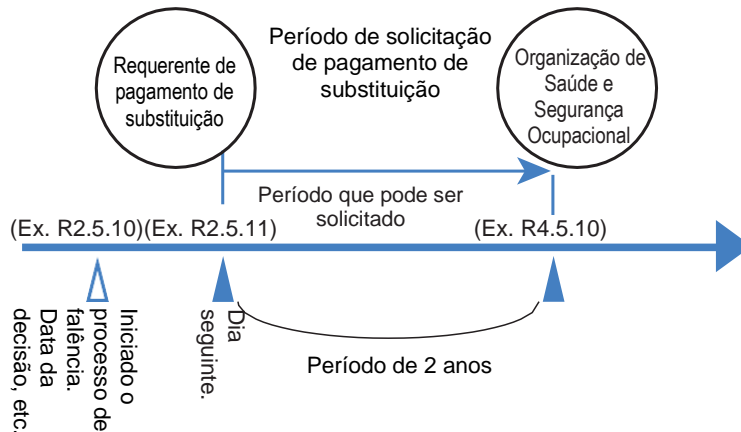 Requerente de
pagamento de
substituição
Período de solicitação
de pagamento de
substituição
Organização de
Saúde e
Segurança
Ocupacional
Período que pode ser
solicitado
(Ex. R2.5.10)(Ex. R2.5.11)
(Ex. R4.5.10)
Iniciado o
processo de
falência.
Data da
decisão, etc.
Dia
seguinte.
Período de 2 anos